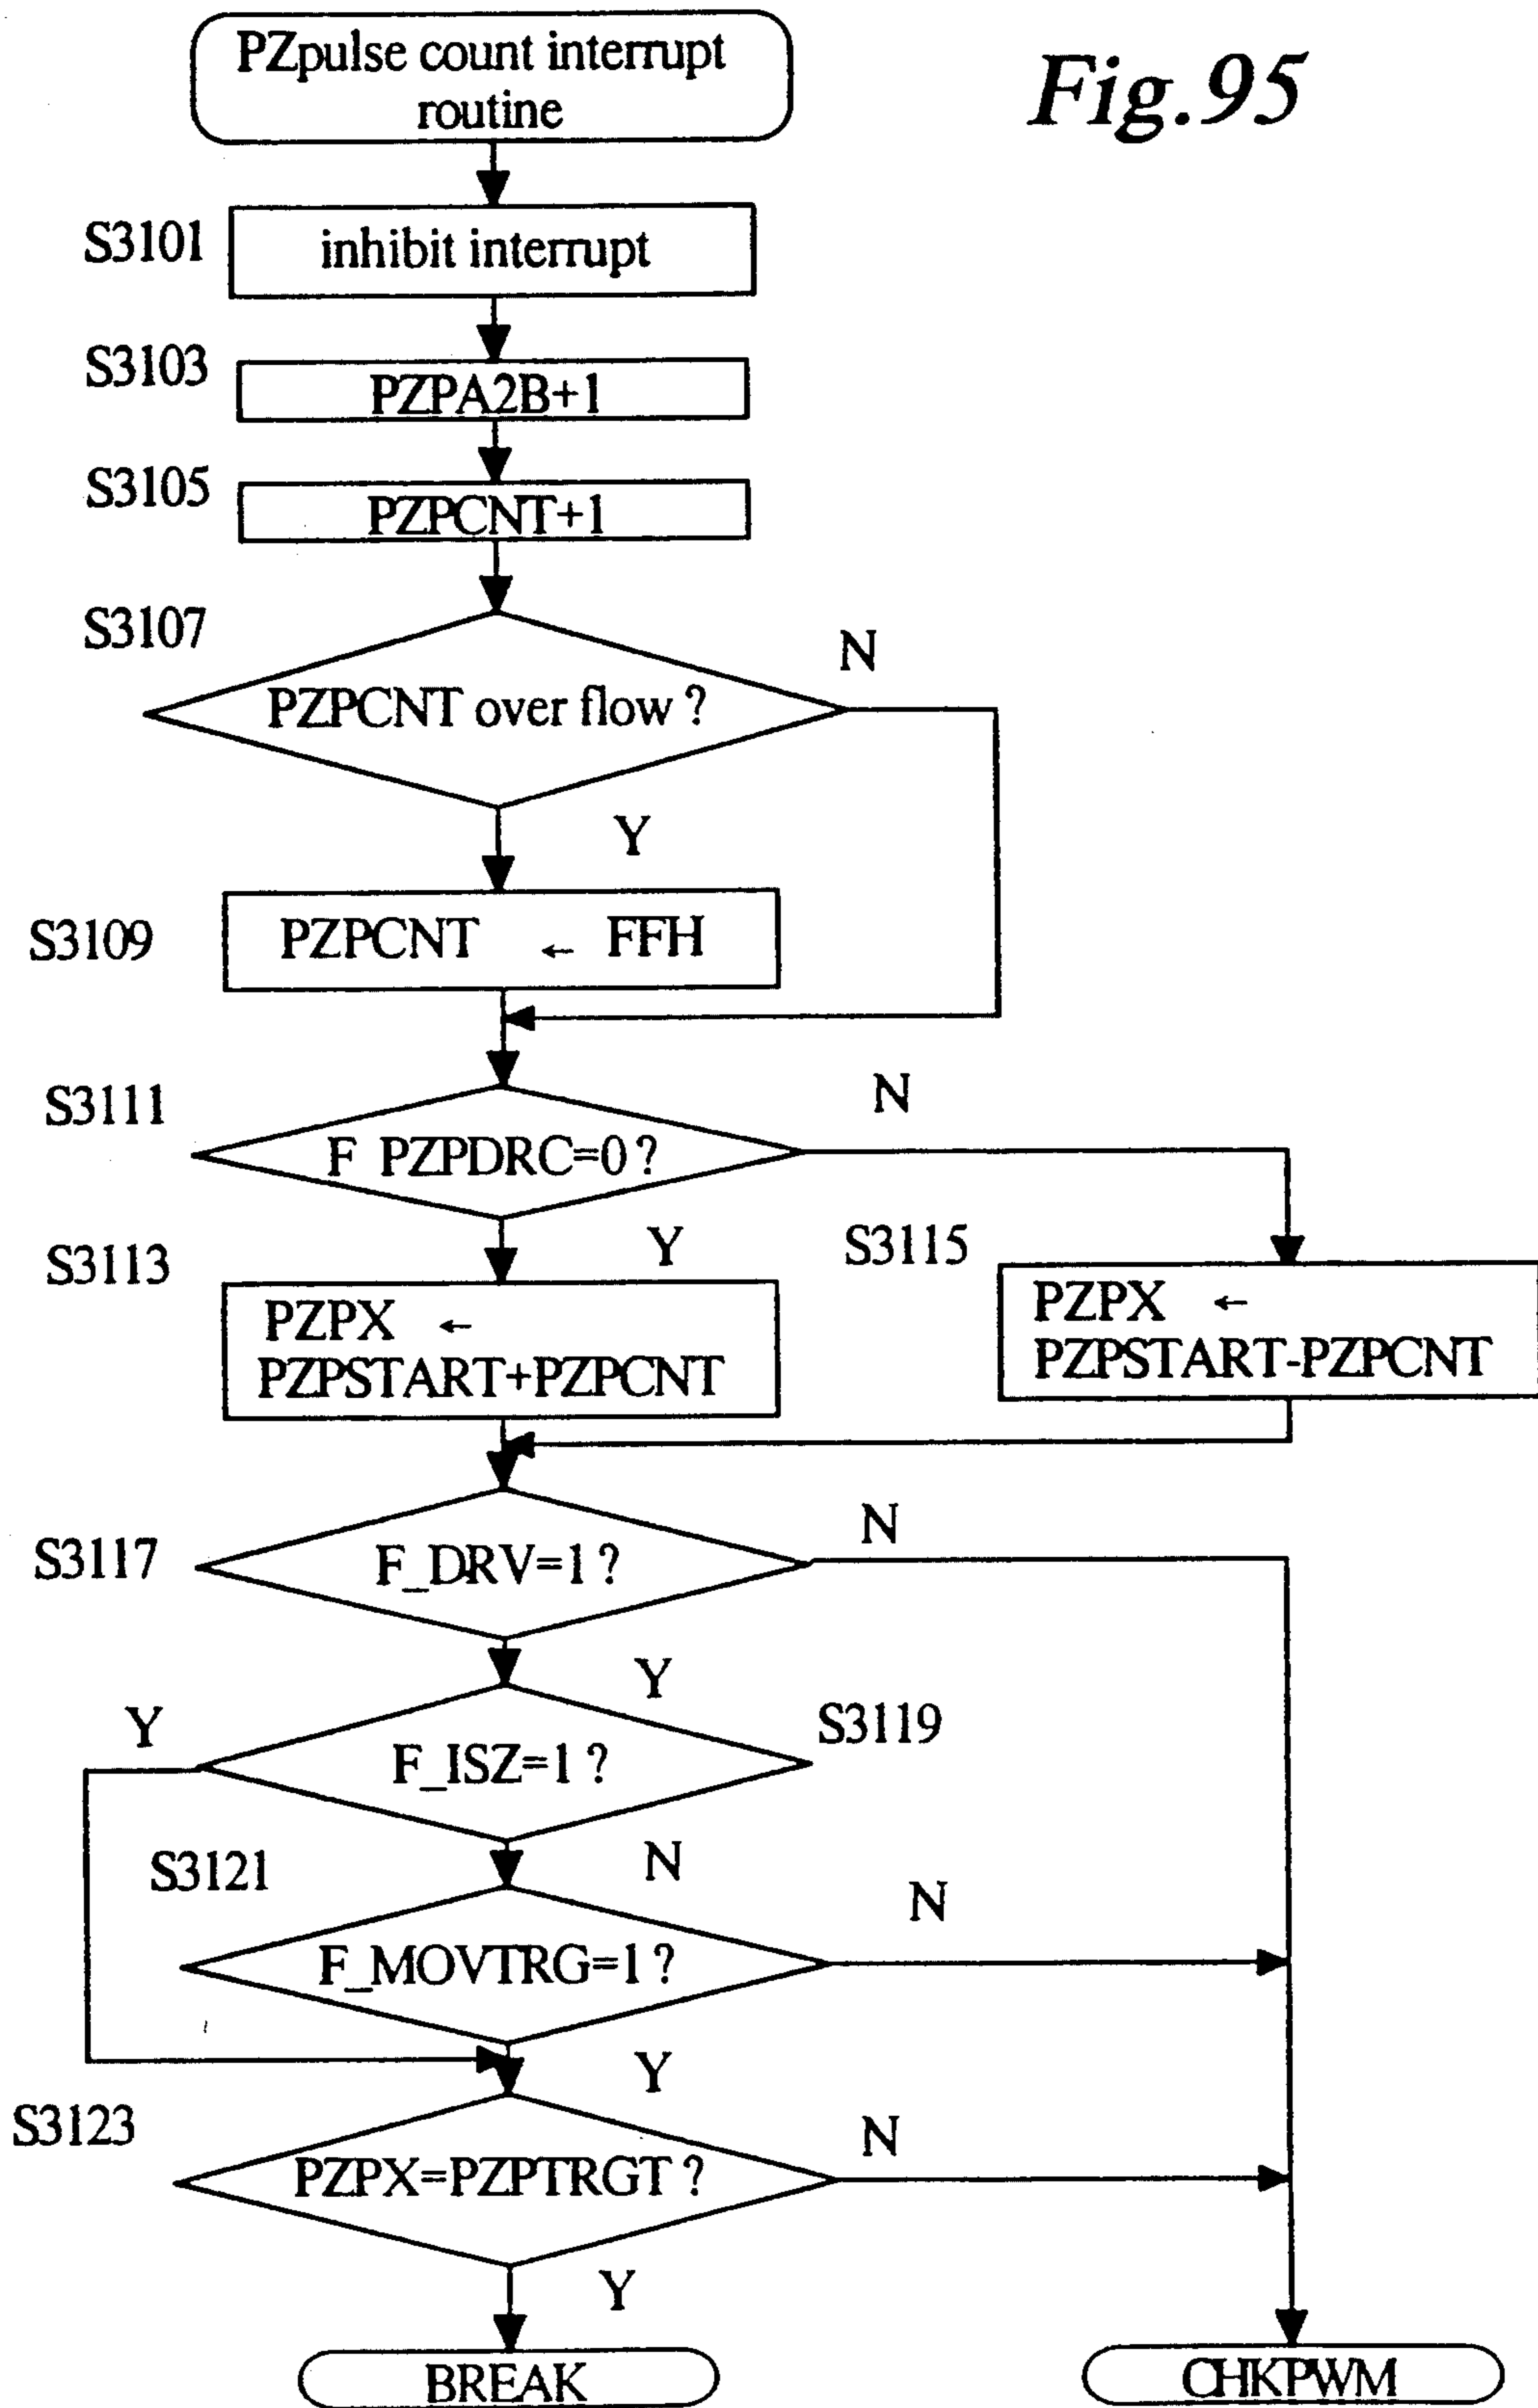 Fig.95
PZpulse count interrupt
routine
S3101
inhibit interrupt
S3103
PZPA2B+1
S3105
PZPCNT+1
S3107
PZPCNT over flow ?
N
Y
S3109
PZPCNT ← FFH
S3111
F PZPDRC=0 ?
N
Y
S3113
PZPX ←
PZPSTART+PZPCNT
S3115
PZPX ←
PZPSTART-PZPCNT
S3117
F_DRV=1 ?
N
Y
S3119
F_ISZ=1 ?
Y
N
S3121
F_MOVTRG=1 ?
N
Y
S3123
PZPX=PZPTRGT ?
N
Y
BREAK
CHKPWM